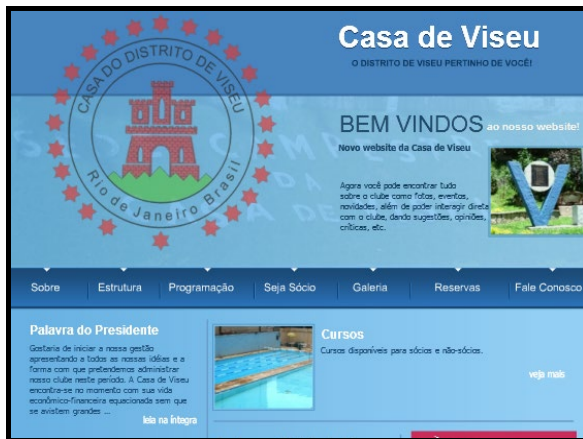 Casa de Viseu
O DISTRITO DE VISEU PERTINHO DE VOCÊ!
CASA DO DISTRITO DE VISEU
Rio de Janeiro Brasil
BEM VINDOS ao nosso website!
Novo website da Casa de Viseu
Agora você pode encontrar tudo
sobre o clube como fotos, eventos,
novidades, além de poder interagir direta
com o clube, dando sugestões, opiniões,
críticas, etc.
Sobre Estrutura Programação Seja Sócio Galeria Reservas Fale Conosco
Palavra do Presidente
Gostaria de iniciar a nossa gestão
apresentando a todos as nossas idéias e a
forma com que pretendemos administrar
nosso clube neste período. A Casa de Viseu
encontra-se no momento com sua vida
econômico-financeira equacionada sem que
se avistem grandes ...
leia na íntegra
Cursos
Cursos disponíveis para sócios e não-sócios.
veja mais